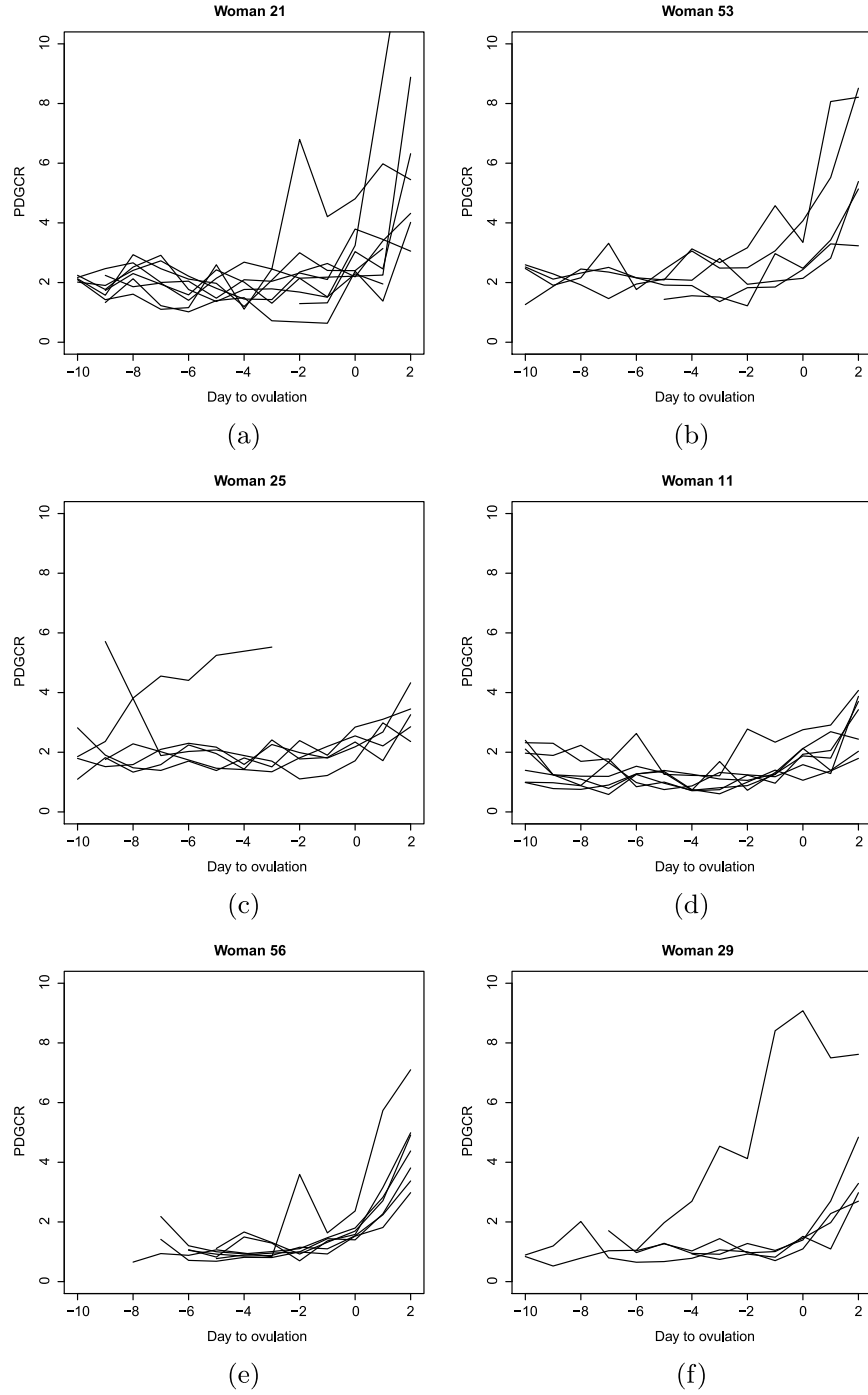 Woman 21
Woman 53
PDGCR
0 2 4 6 8 10
−10 −8 −6 −4 −2 0 2
Day to ovulation
PDGCR
0 2 4 6 8 10
−10 −8 −6 −4 −2 0 2
Day to ovulation
(a)
(b)
Woman 25
Woman 11
PDGCR
0 2 4 6 8 10
−10 −8 −6 −4 −2 0 2
Day to ovulation
PDGCR
0 2 4 6 8 10
−10 −8 −6 −4 −2 0 2
Day to ovulation
(c)
(d)
Woman 56
Woman 29
PDGCR
0 2 4 6 8 10
−10 −8 −6 −4 −2 0 2
Day to ovulation
PDGCR
0 2 4 6 8 10
−10 −8 −6 −4 −2 0 2
Day to ovulation
(e)
(f)